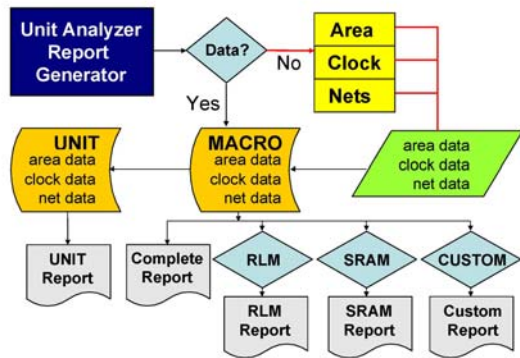 Unit Analyzer
Report
Generator
Data?
No
Yes
Area
Clock
Nets
UNIT
area data
clock data
net data
MACRO
area data
clock data
net data
area data
clock data
net data
UNIT
Report
Complete
Report
RLM
SRAM
CUSTOM
RLM
Report
SRAM
Report
Custom
Report